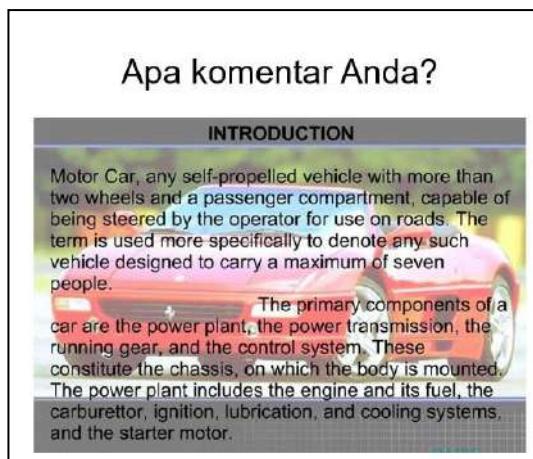 Apa komentar Anda?
INTRODUCTION
Motor Car, any self-propelled vehicle with more than
two wheels and a passenger compartment, capable of
being steered by the operator for use on roads. The
term is used more specifically to denote any such
vehicle designed to carry a maximum of seven
people.
The primary components of a
car are the power plant, the power transmission, the
running gear, and the control system. These
constitute the chassis, on which the body is mounted.
The power plant includes the engine and its fuel, the
carburettor, ignition, lubrication, and cooling systems,
and the starter motor.